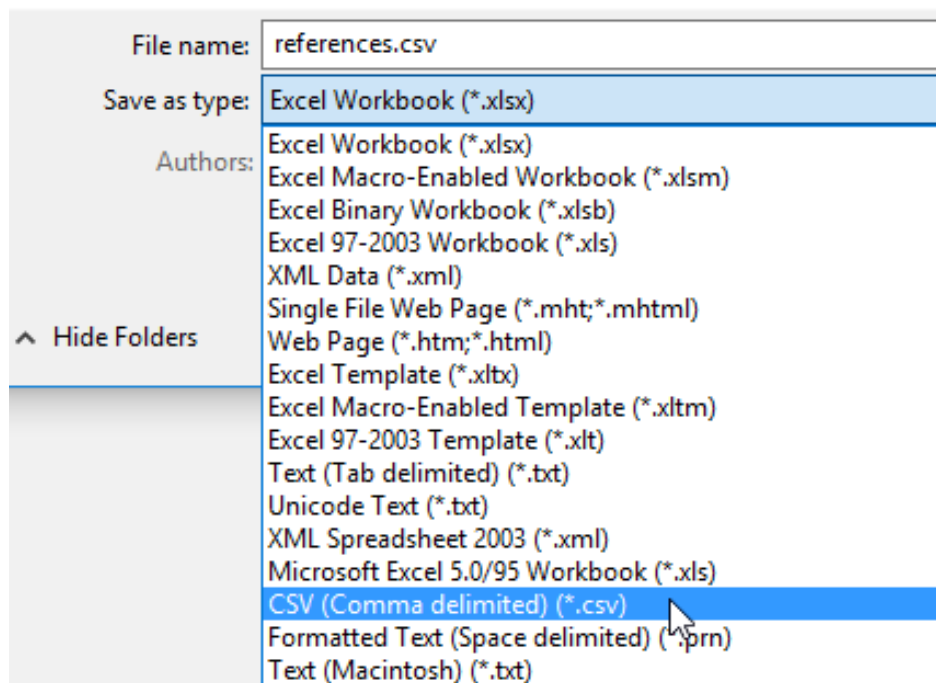 File name: references.csv
Save as type: Excel Workbook (*.xlsx)
Authors:
Excel Workbook (*.xlsx)
Excel Macro-Enabled Workbook (*.xlsm)
Excel Binary Workbook (*.xlsb)
Excel 97-2003 Workbook (*.xls)
XML Data (*.xml)
Single File Web Page (*.mht;*.mhtml)
Hide Folders
Web Page (*.htm;*.html)
Excel Template (*.xltx)
Excel Macro-Enabled Template (*.xltm)
Excel 97-2003 Template (*.xlt)
Text (Tab delimited) (*.txt)
Unicode Text (*.txt)
XML Spreadsheet 2003 (*.xml)
Microsoft Excel 5.0/95 Workbook (*.xls)
CSV (Comma delimited) (*.csv)
Formatted Text (Space delimited) (*.prn)
Text (Macintosh) (*.txt)